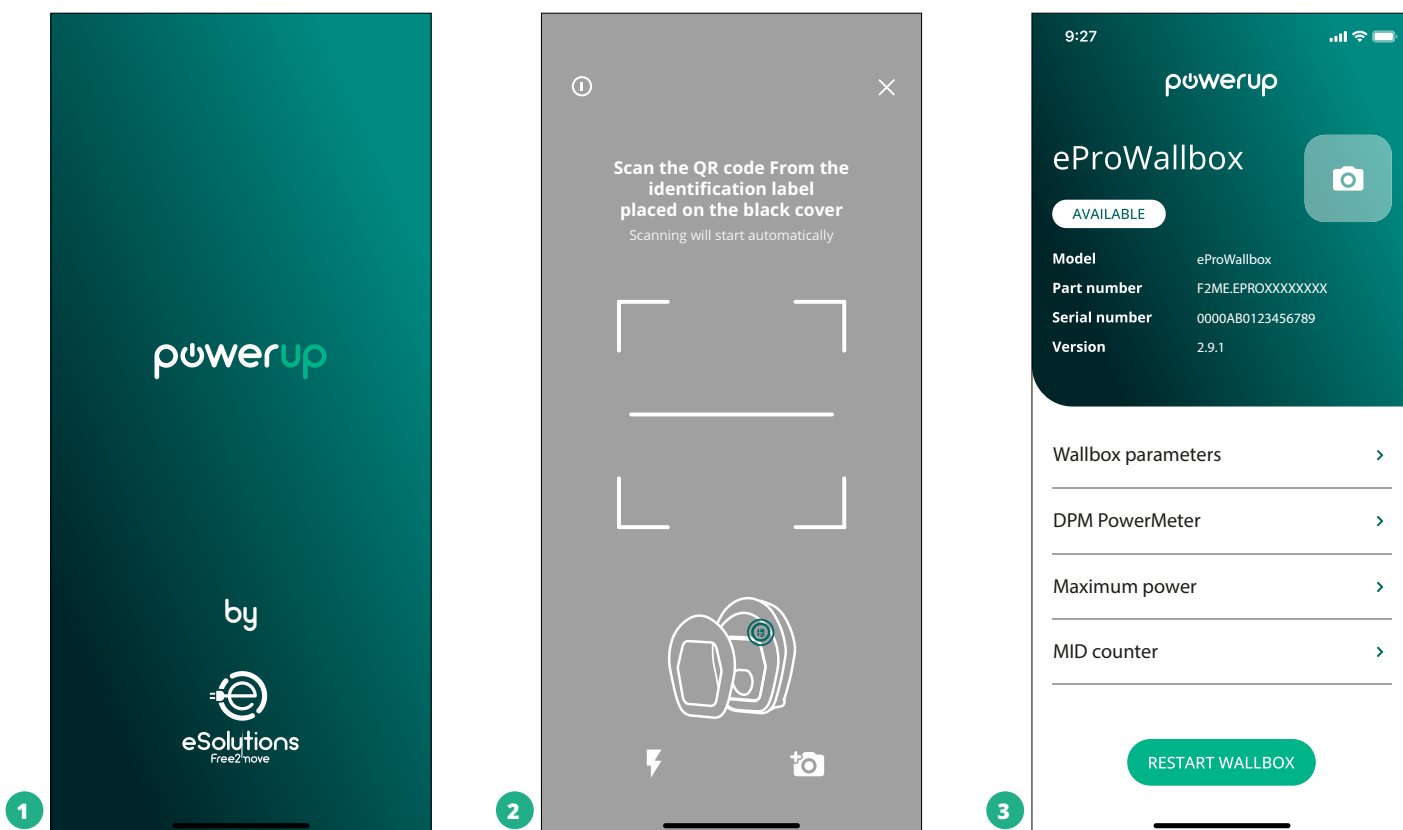 powerup
by
eSolutions
Free2move
1
Scan the QR code From the
identification label
placed on the black cover
Scanning will start automatically
2
9:27
powerup
eProWallbox
AVAILABLE
Model eProWallbox
Part number F2ME.EPROXXXXXXXX
Serial number 0000AB0123456789
Version 2.9.1
Wallbox parameters
DPM PowerMeter
Maximum power
MID counter
RESTART WALLBOX
3